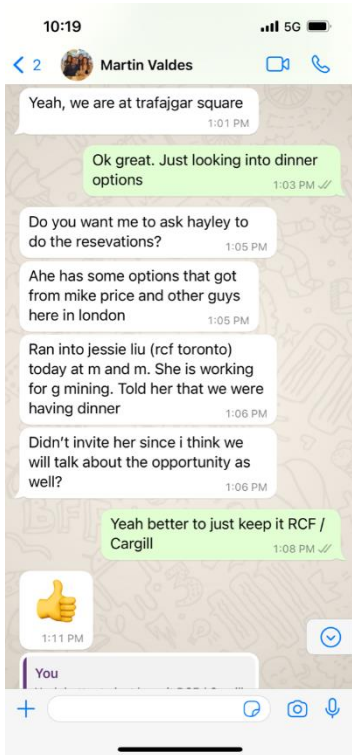 10:19
5G
2
Martin Valdes
Yeah, we are at trafajgar square
1:01 PM
Ok great. Just looking into dinner
options
1:03 PM
Do you want me to ask hayley to
do the resevations?
1:05 PM
Ahe has some options that got
from mike price and other guys
here in london
1:05 PM
Ran into jessie liu (rcf toronto)
today at m and m. She is working
for g mining. Told her that we were
having dinner
1:06 PM
Didn't invite her since i think we
will talk about the opportunity as
well?
1:06 PM
Yeah better to just keep it RCF /
Cargill
1:08 PM
1:11 PM
You